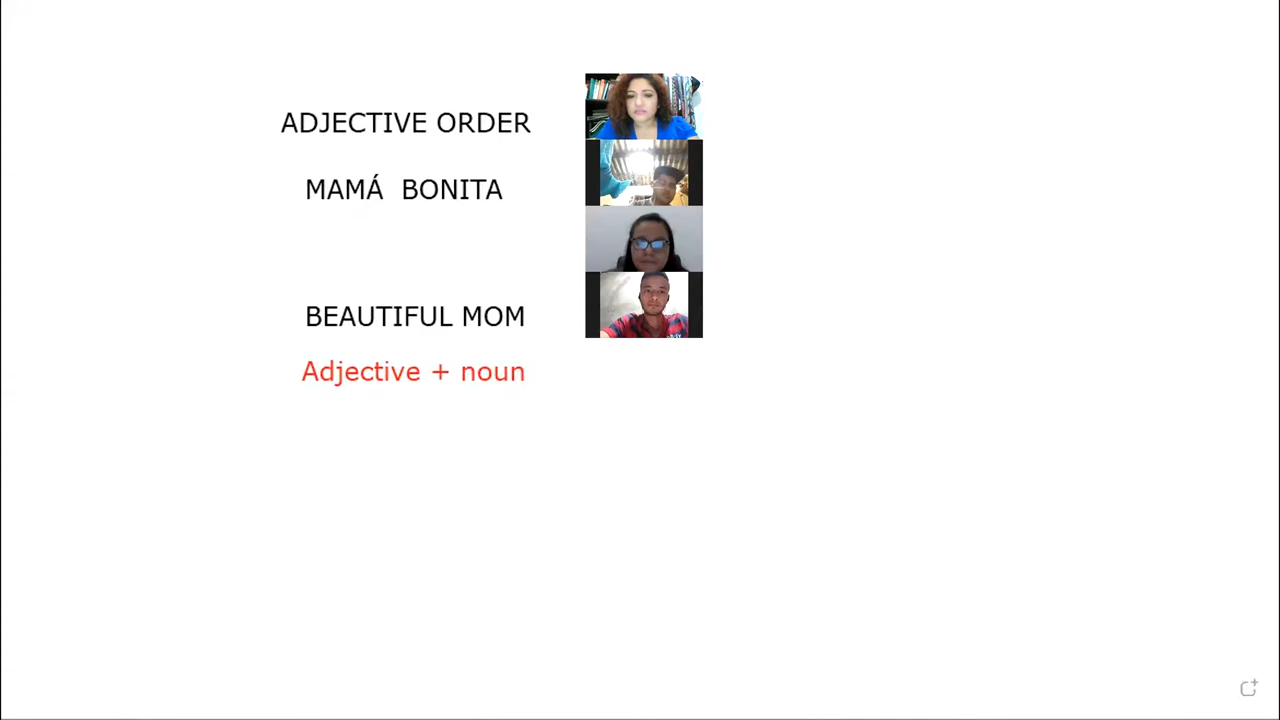 ADJECTIVE ORDER
MAMÁ BONITA
BEAUTIFUL MOM
Adjective + noun